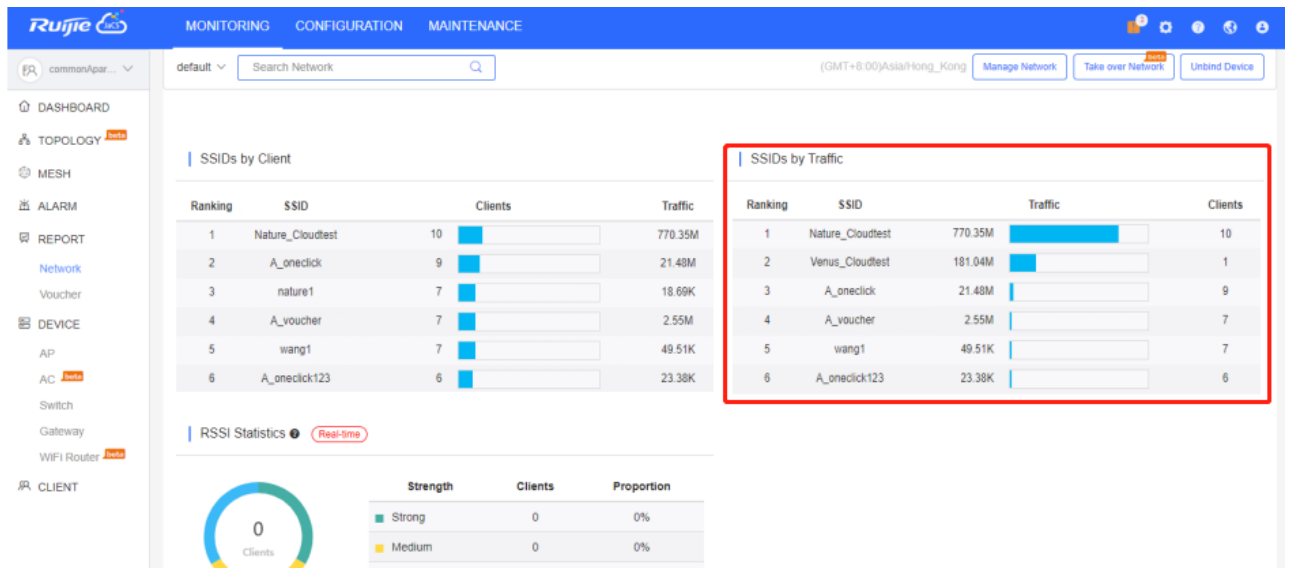 Ruijie JaCS MONITORING CONFIGURATION MAINTENANCE 3
commonApar... default Search Network (GMT+8:00)Asia/Hong_Kong Manage Network Take over Network beta Unbind Device
DASHBOARD
TOPOLOGY beta
MESH
ALARM
REPORT
Network
Voucher
DEVICE
AP
AC beta
Switch
Gateway
WiFi Router beta
CLIENT
SSIDs by Client
Ranking SSID Clients Traffic
1 Nature_Cloudtest 10 770.35M
2 A_oneclick 9 21.48M
3 nature1 7 18.69K
4 A_voucher 7 2.55M
5 wang1 7 49.51K
6 A_oneclick123 6 23.38K
SSIDs by Traffic
Ranking SSID Traffic Clients
1 Nature_Cloudtest 770.35M 10
2 Venus_Cloudtest 181.04M 1
3 A_oneclick 21.48M 9
4 A_voucher 2.55M 7
5 wang1 49.51K 7
6 A_oneclick123 23.38K 6
RSSI Statistics Real-time
0
Clients
Strength Clients Proportion
Strong 0 0%
Medium 0 0%